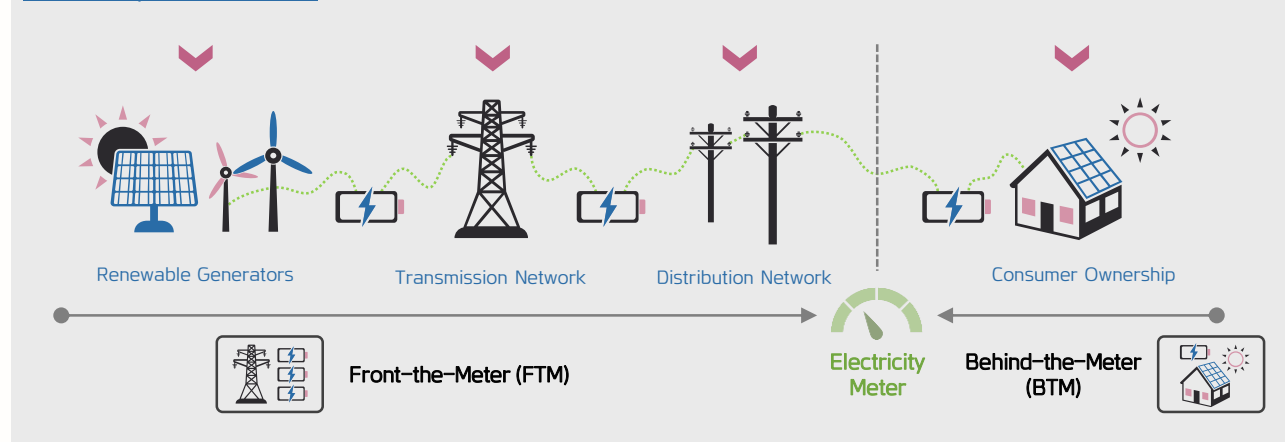 Renewable Generators
Transmission Network
Distribution Network
Consumer Ownership
Front-the-Meter (FTM)
Electricity
Meter
Behind-the-Meter
(BTM)